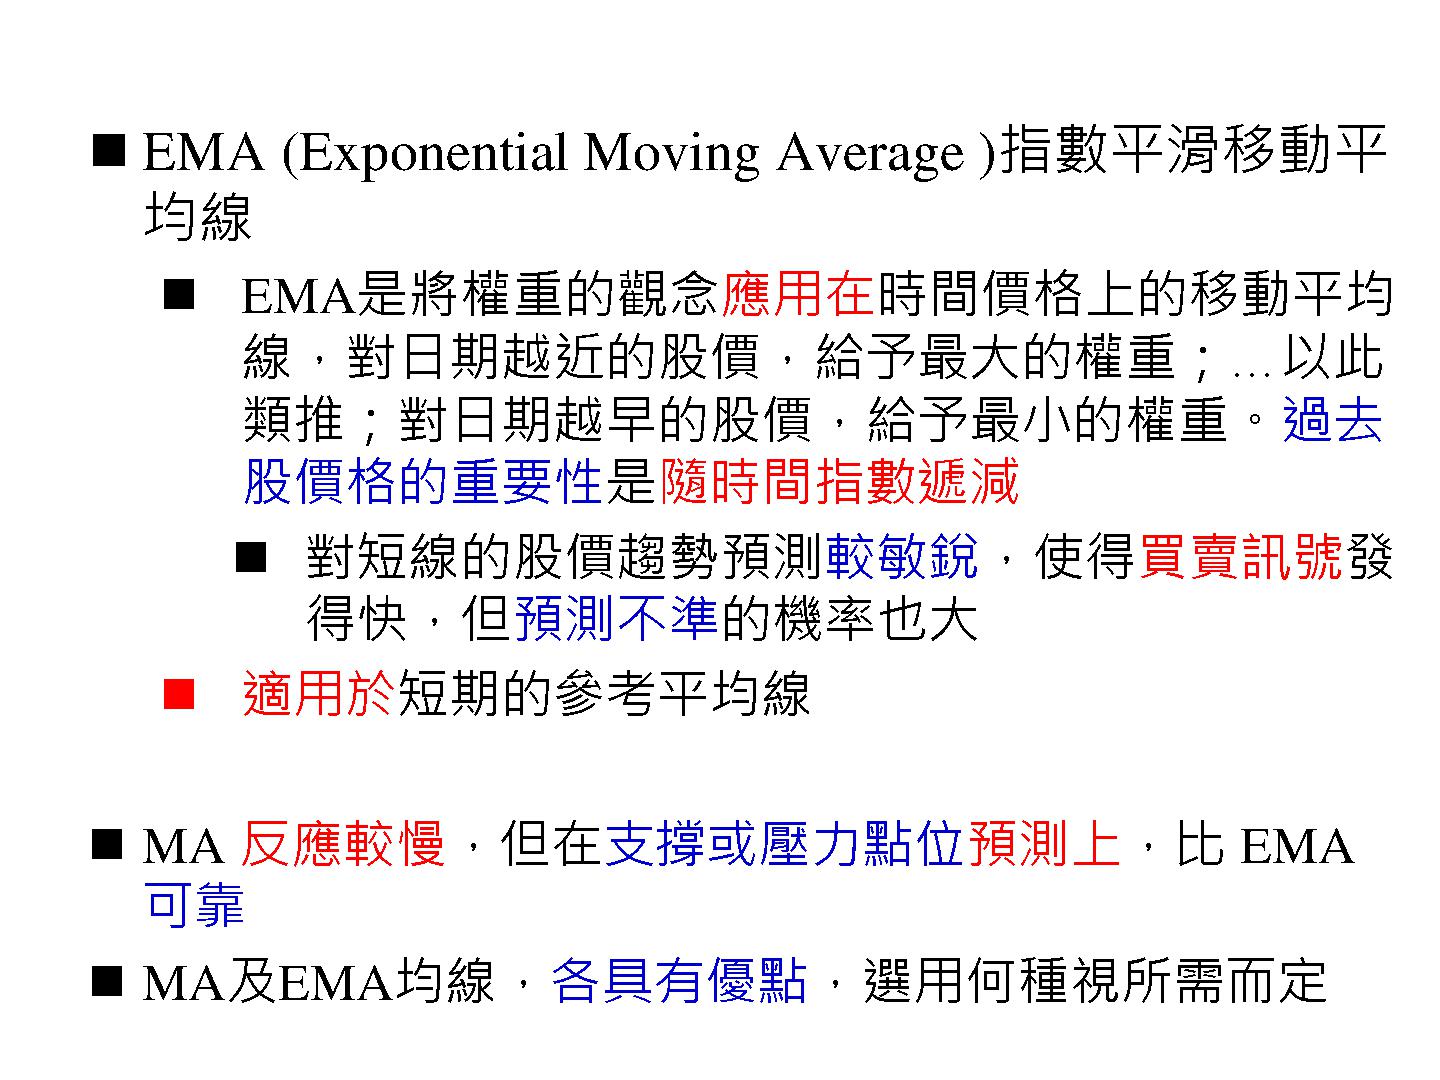 EMA (Exponential Moving Average )指數平滑移動平
均線
EMA是將權重的觀念應用在時間價格上的移動平均
線，對日期越近的股價，給予最大的權重；…以此
類推；對日期越早的股價，給予最小的權重。過去
股價格的重要性是隨時間指數遞減
對短線的股價趨勢預測較敏銳，使得買賣訊號發
得快，但預測不準的機率也大
適用於短期的參考平均線
MA 反應較慢，但在支撐或壓力點位預測上，比 EMA
可靠
MA及EMA均線，各具有優點，選用何種視所需而定